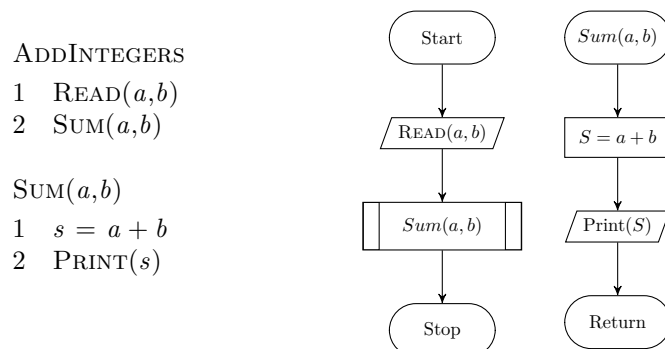 ADDINTEGERS
1 READ(a,b)
2 SUM(a,b)
SUM(a,b)
1 s = a + b
2 PRINT(s)
Start
READ(a, b)
Sum(a, b)
Stop
Sum(a, b)
S = a + b
Print(S)
Return